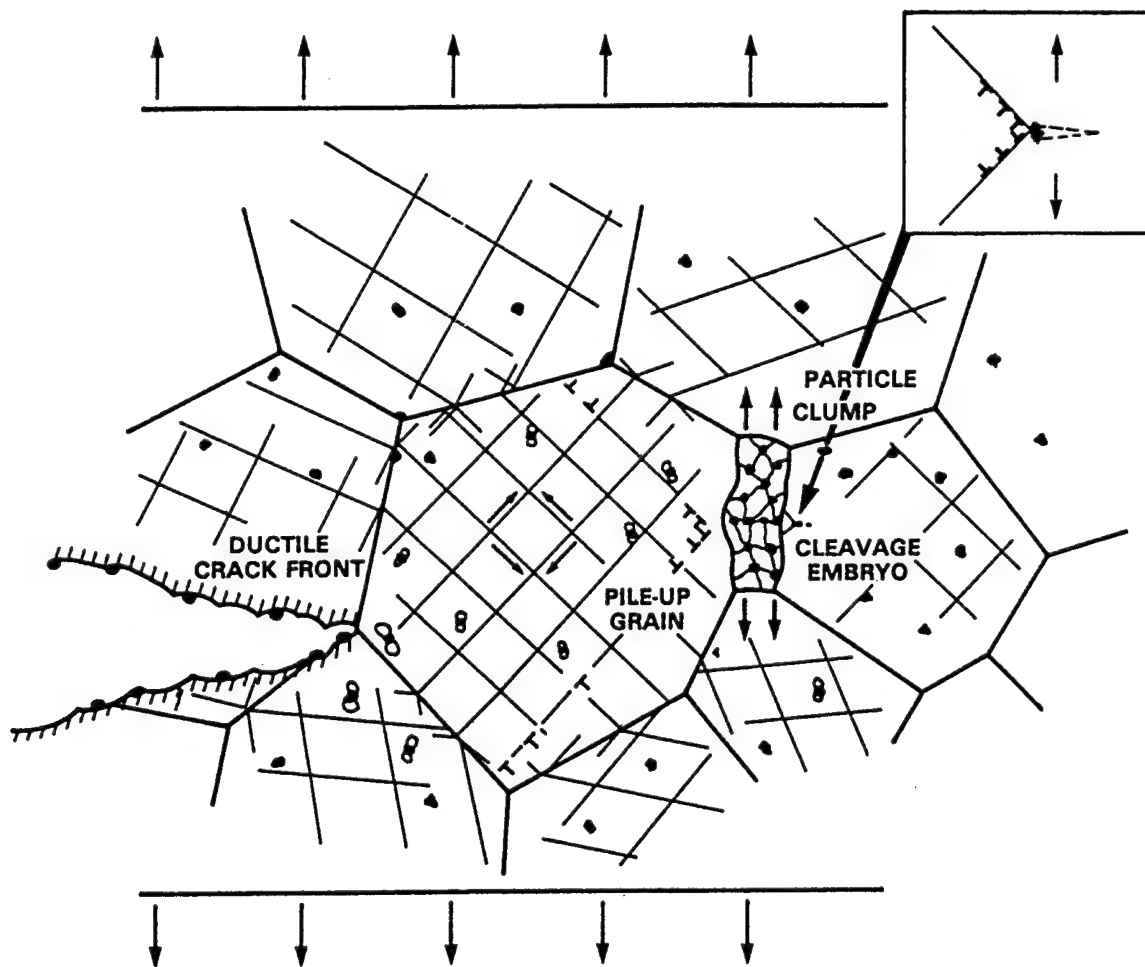 PARTICLE
CLUMP
DUCTILE
CRACK FRONT
CLEAVAGE
EMBRYO
PILE-UP
GRAIN